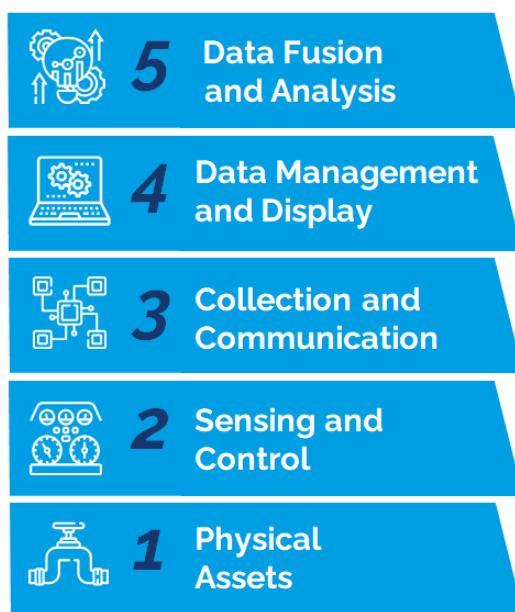 5
Data Fusion
and Analysis
4
Data Management
and Display
3
Collection and
Communication
2
Sensing and
Control
1
Physical
Assets